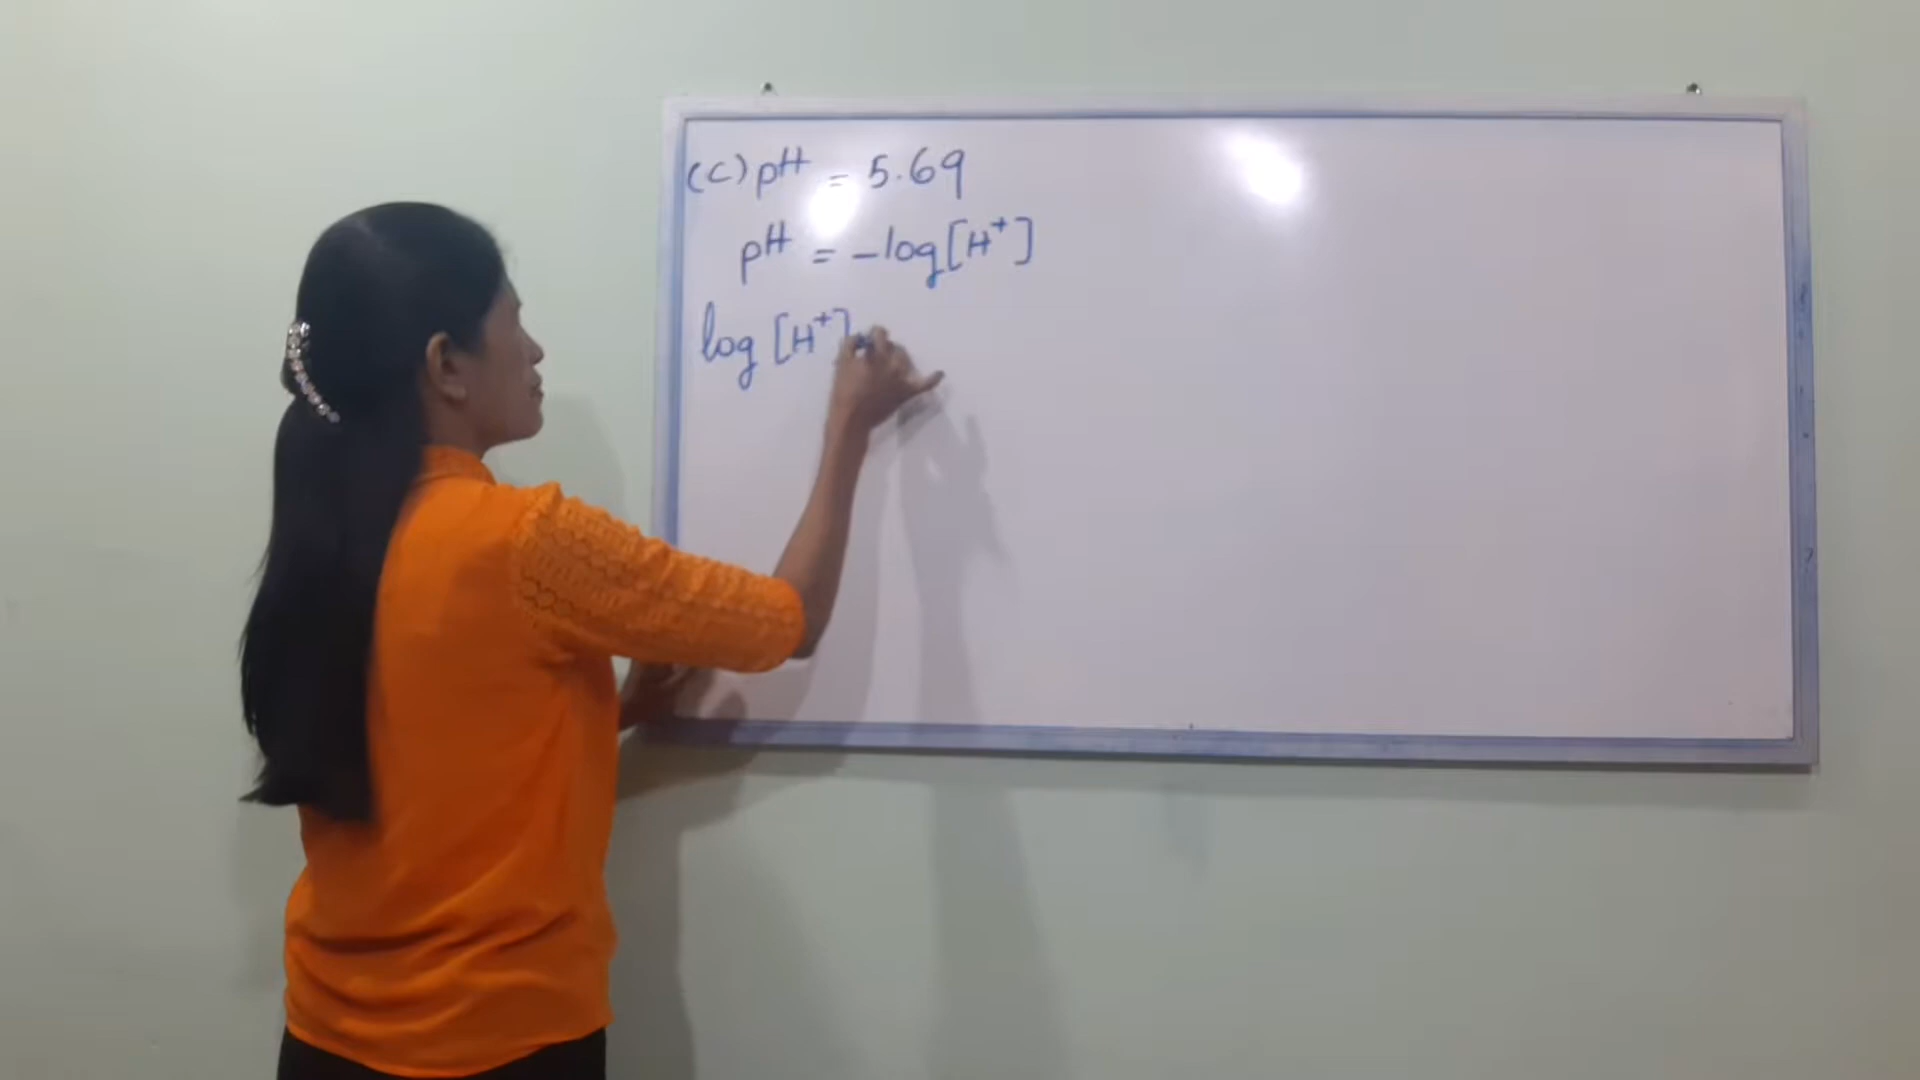 (C) pH = 5.69
pH = -log[H⁺]
log [H⁺]